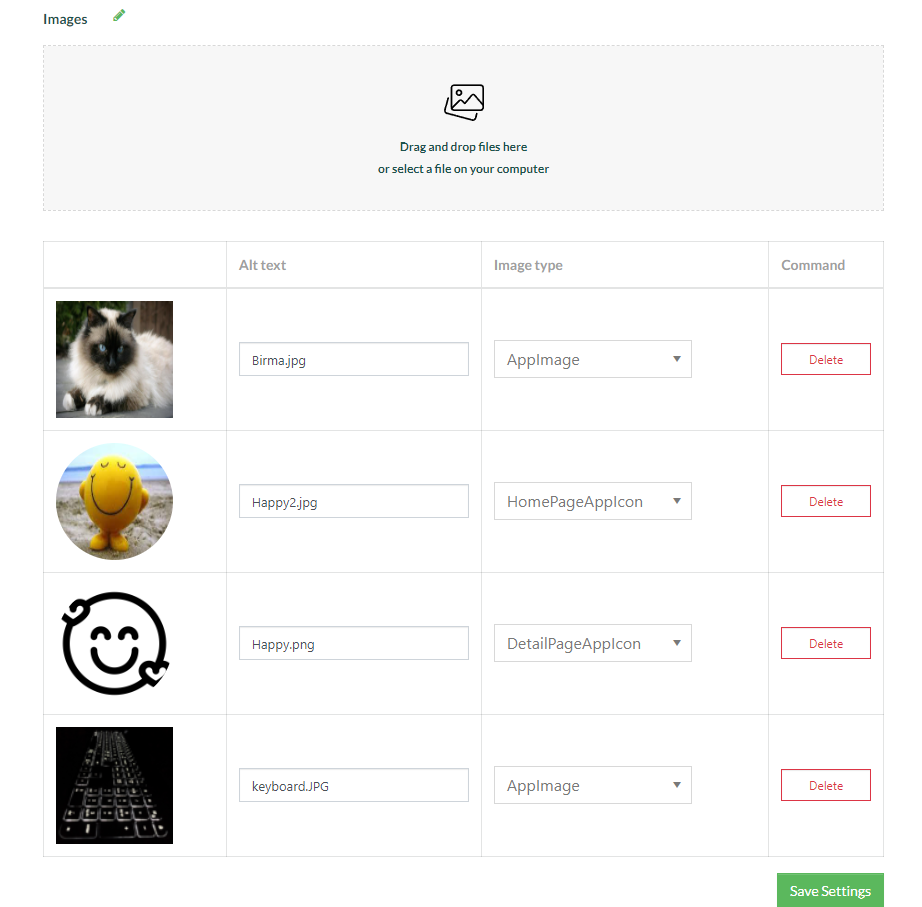 Images
Drag and drop files here
or select a file on your computer
Alt text Image type Command
Birma.jpg AppImage Delete
Happy2.jpg HomePageAppIcon Delete
Happy.png DetailPageAppIcon Delete
keyboard.JPG AppImage Delete
Save Settings